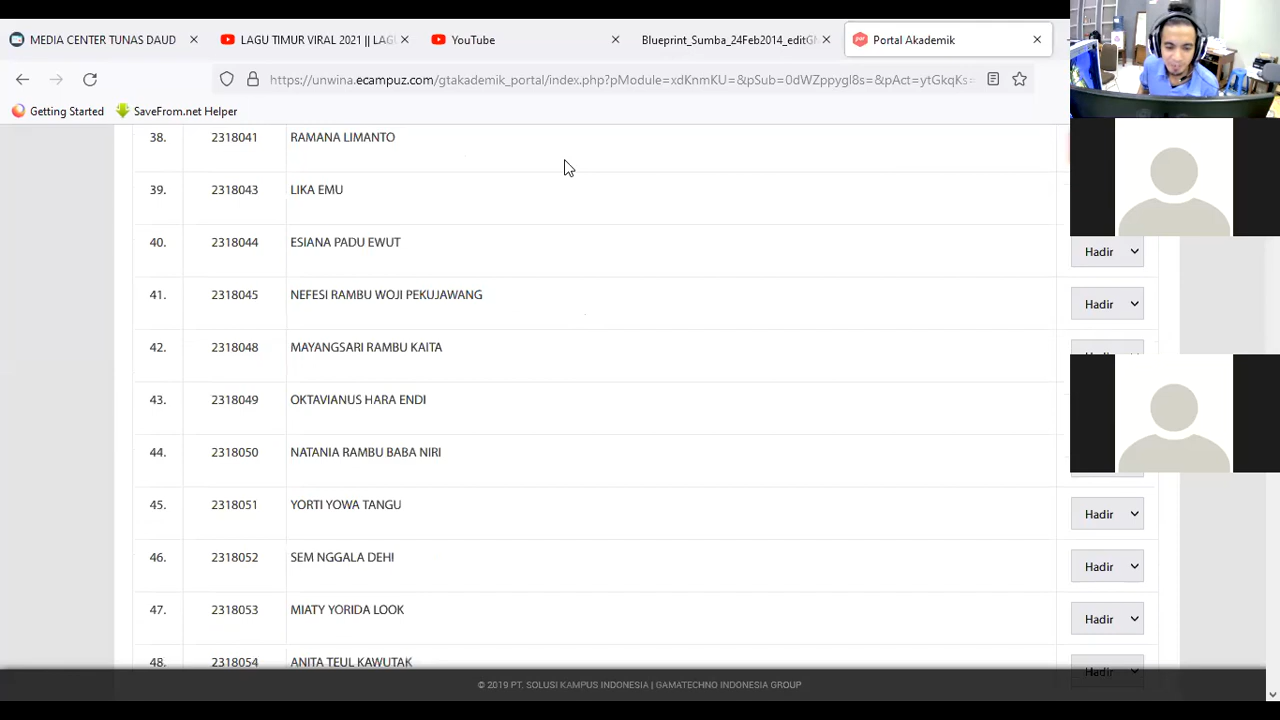 MEDIA CENTER TUNAS DAUD
LAGU TIMUR VIRAL 2021 || LAGU
YouTube
Blueprint_Sumba_24Feb2014_editGM
Portal Akademik
https://unwina.ecampuz.com/gtakademik_portal/index.php?pModule=xdKnmKU=&pSub=0dWZppygl8s=&pAct=ytGkqKs=
Getting Started
SaveFrom.net Helper
38. 2318041 RAMANA LIMANTO
39. 2318043 LIKA EMU
40. 2318044 ESIANA PADU EWUT Hadir
41. 2318045 NEFESI RAMBU WOJI PEKUJAWANG Hadir
42. 2318048 MAYANGSARI RAMBU KAITA
43. 2318049 OKTAVIANUS HARA ENDI
44. 2318050 NATANIA RAMBU BABA NIRI
45. 2318051 YORTI YOWA TANGU Hadir
46. 2318052 SEM NGGALA DEHI Hadir
47. 2318053 MIATY YORIDA LOOK Hadir
48. 2318054 ANITA TEUL KAWUTAK Hadir
© 2019 PT. SOLUSI KAMPUS INDONESIA | GAMATECHNO INDONESIA GROUP